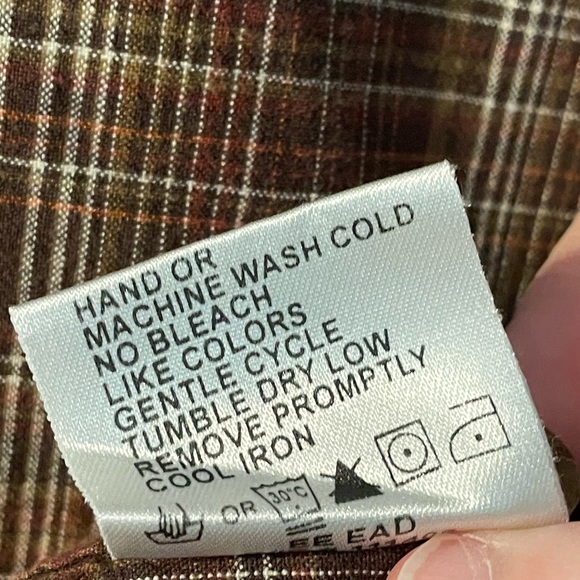 HAND OR
MACHINE WASH COLD
NO BLEACH
LIKE COLORS
GENTLE CYCLE
TUMBLE DRY LOW
REMOVE PROMPTLY
COOL IRON
OR 30°C
EAD